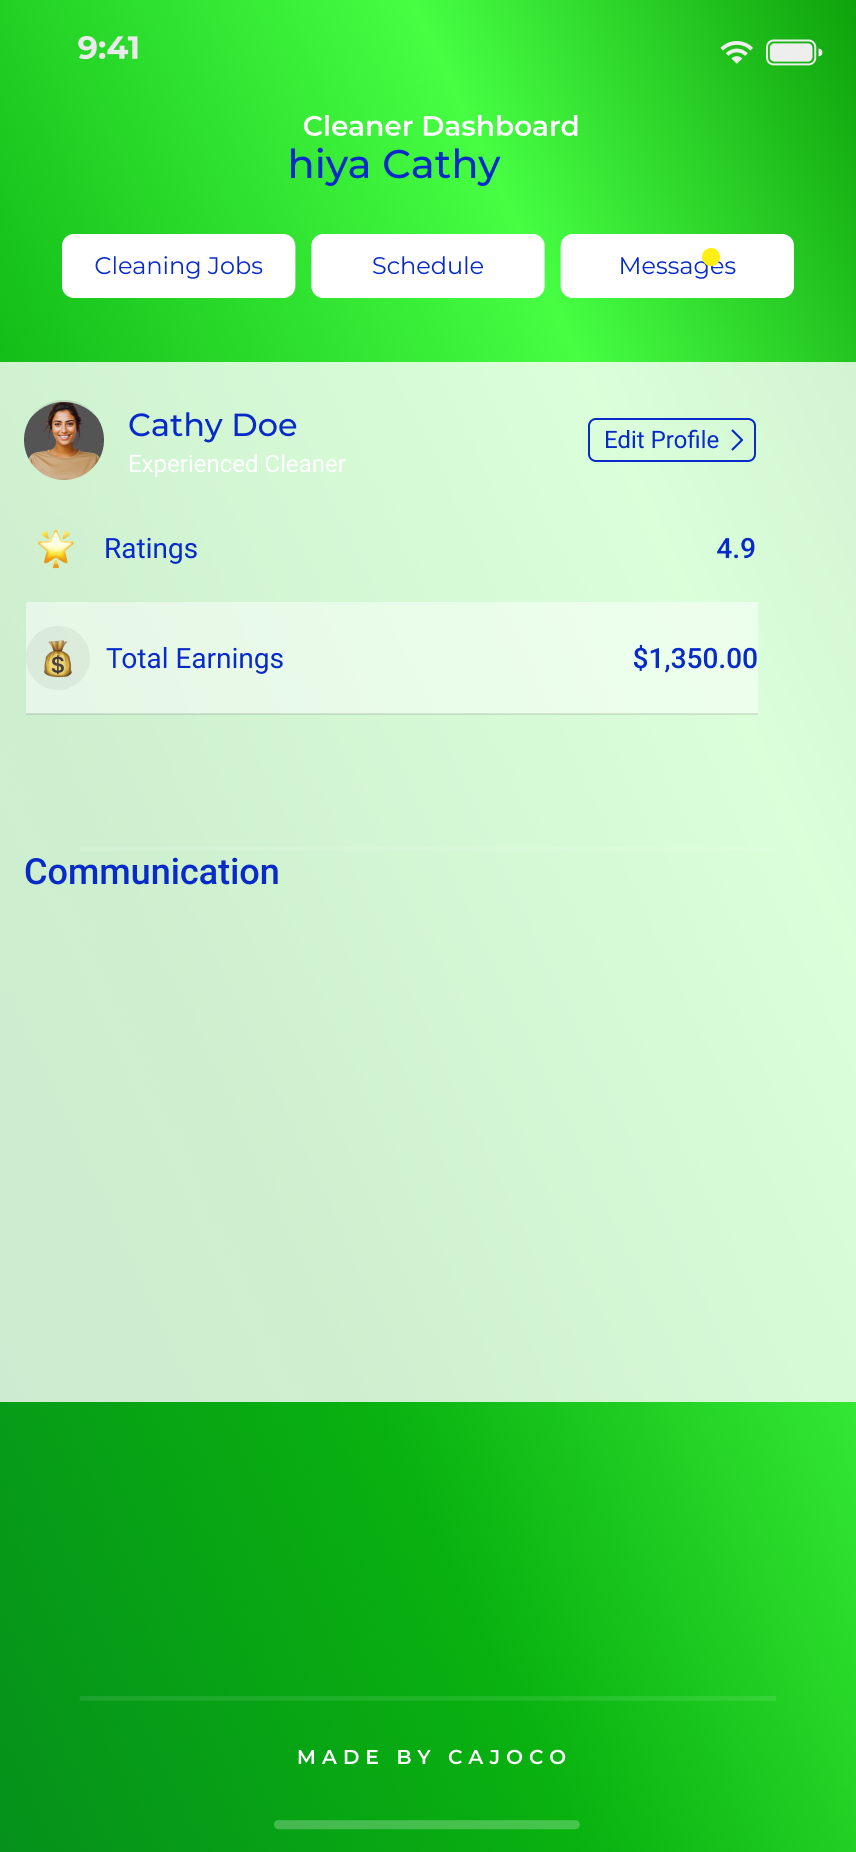 9:41
Cleaner Dashboard
hiya Cathy
Cleaning Jobs
Schedule
Messages
Cathy Doe
Experienced Cleaner
Edit Profile
Ratings
4.9
$
Total Earnings
$1,350.00
Communication
MADE BY CAJOCO